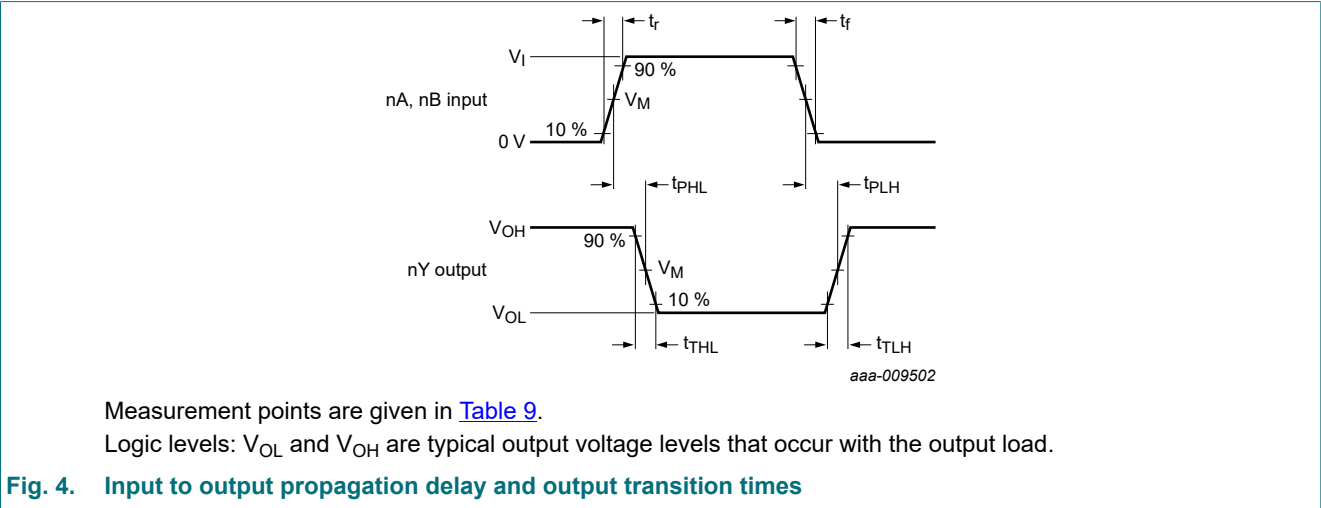 tr
tf
VI
90 %
nA, nB input
VM
10 %
0 V
tPHL
tPLH
VOH
90 %
nY output
VM
10 %
VOL
tTHL
tTLH
aaa-009502
Measurement points are given in Table 9.
Logic levels: VOL and VOH are typical output voltage levels that occur with the output load.
Fig. 4. Input to output propagation delay and output transition times